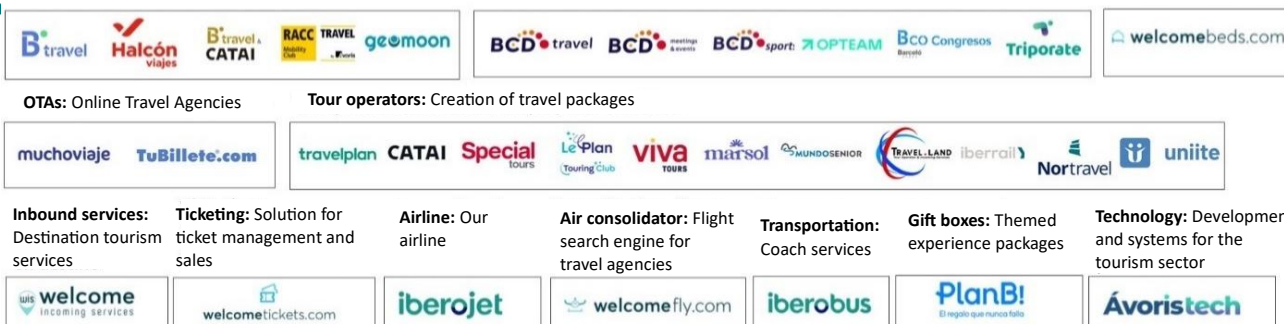 B travel Halcón viajes B travel & CATAI RACC Mobility Club TRAVEL geomoon
BCD travel BCD meetings & events BCD sports OPTEAM BCO Congresos Barceló Triporate
welcomebeds.com
OTAs: Online Travel Agencies
Tour operators: Creation of travel packages
muchoviaje TuBillete.com
travelplan CATAI Special tours Le Plan Touring Club VIVA TOURS marsol MUNDOSENIOR TRAVEL LAND iberrail Nortravel uniite
Inbound services:
Destination tourism
services
Ticketing: Solution for
ticket management and
sales
Airline: Our
airline
Air consolidator: Flight
search engine for
travel agencies
Transportation:
Coach services
Gift boxes: Themed
experience packages
Technology: Developmen
and systems for the
tourism sector
wis welcome
incoming services
welcometickets.com
iberojet
welcomefly.com
iberobus
PlanB!
El regalo que nunca falla
Ávoristech